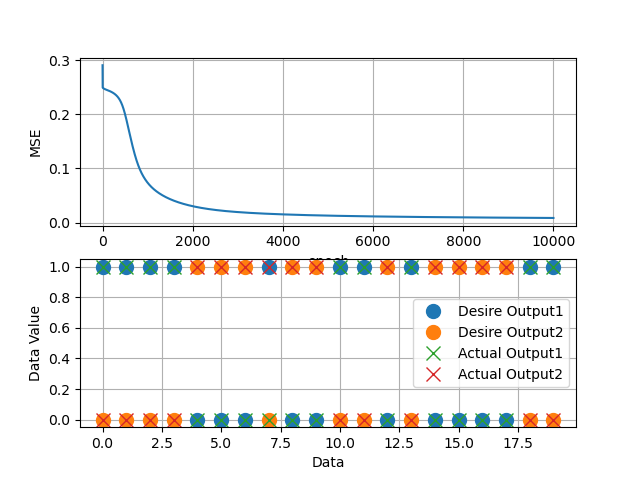 0.3
0.2
0.1
0.0
MSE
0 2000 4000 6000 8000 10000
epoch
1.0
0.8
0.6
0.4
0.2
0.0
Data Value
Desire Output1
Desire Output2
Actual Output1
Actual Output2
0.0 2.5 5.0 7.5 10.0 12.5 15.0 17.5
Data